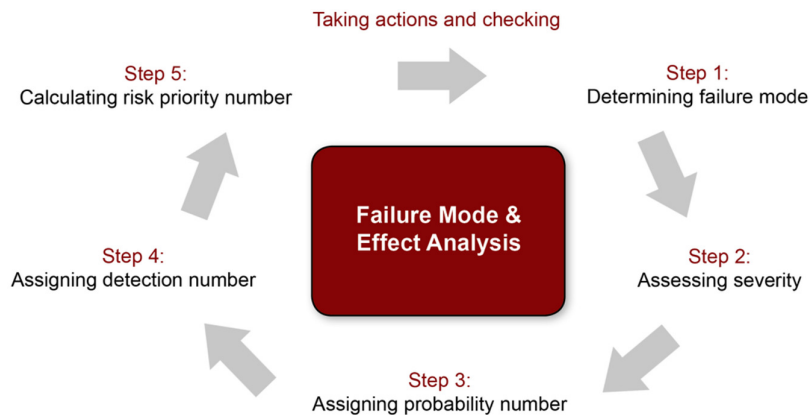 Taking actions and checking
Step 1:
Determining failure mode
Step 2:
Assessing severity
Step 3:
Assigning probability number
Step 4:
Assigning detection number
Step 5:
Calculating risk priority number
Failure Mode &
Effect Analysis